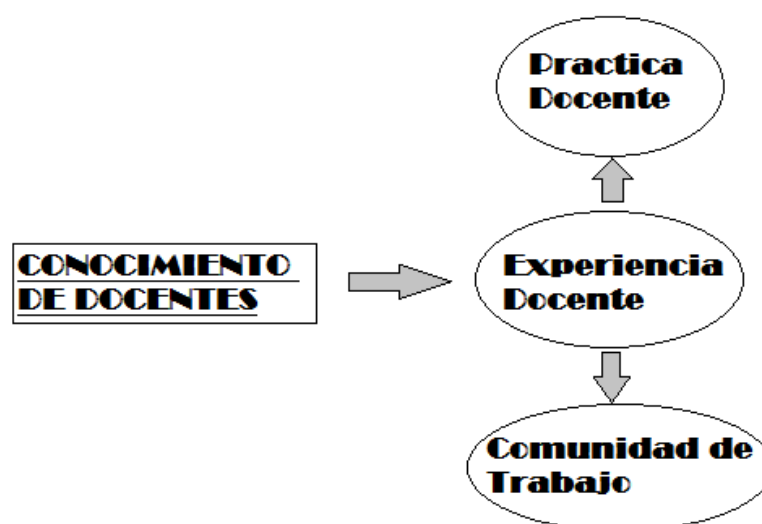 Practica
Docente
CONOCIMIENTO
DE DOCENTES
Experiencia
Docente
Comunidad de
Trabajo